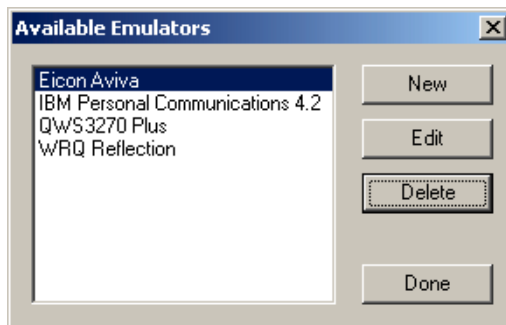 Available Emulators
Eicon Aviva
IBM Personal Communications 4.2
QWS3270 Plus
WRQ Reflection
New
Edit
Delete
Done